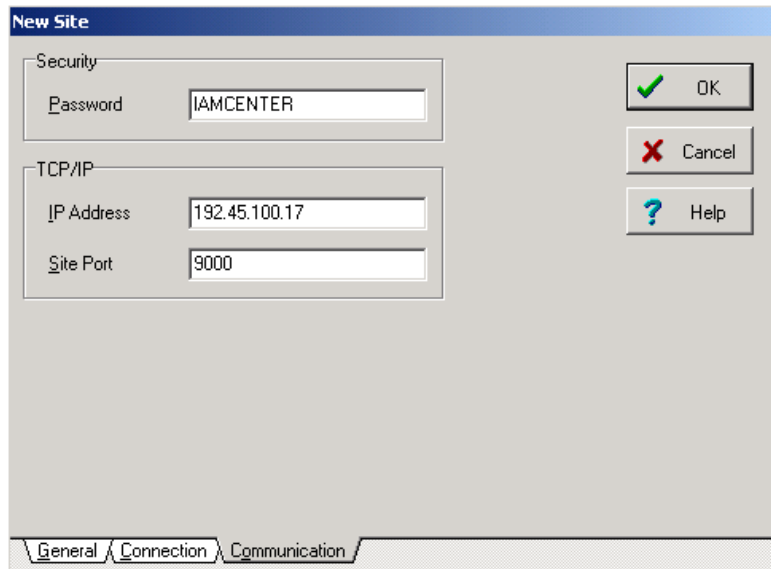 New Site
Security
Password IAMCENTER
OK
Cancel
TCP/IP
IP Address 192.45.100.17
Help
Site Port 9000
General Connection Communication